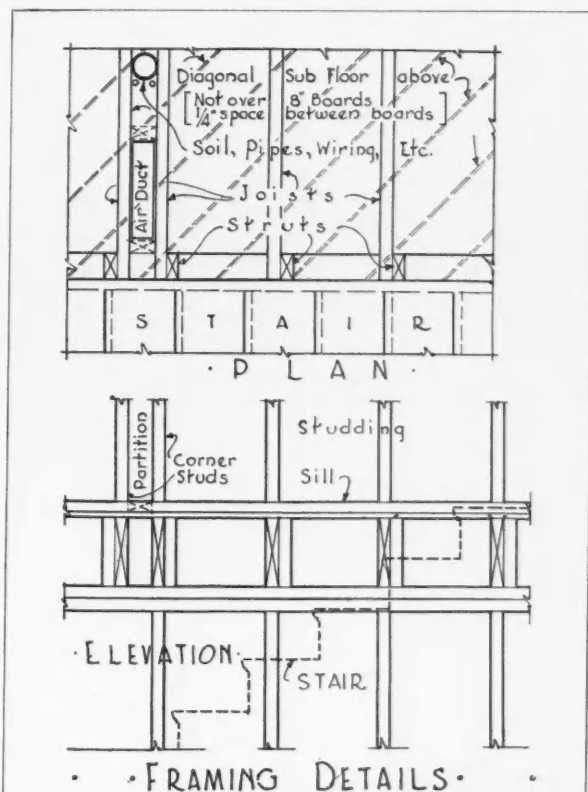 Diagonal Sub Floor above
[Not over 8" Boards
1/4" space between boards]
Soil, Pipes, Wiring, Etc.
Air Duct
Joists
Struts
S T A I R
· P L A N ·
Studding
Partition
Corner
Studs
Sill
· ELEVATION ·
STAIR
· · FRAMING DETAILS · ·